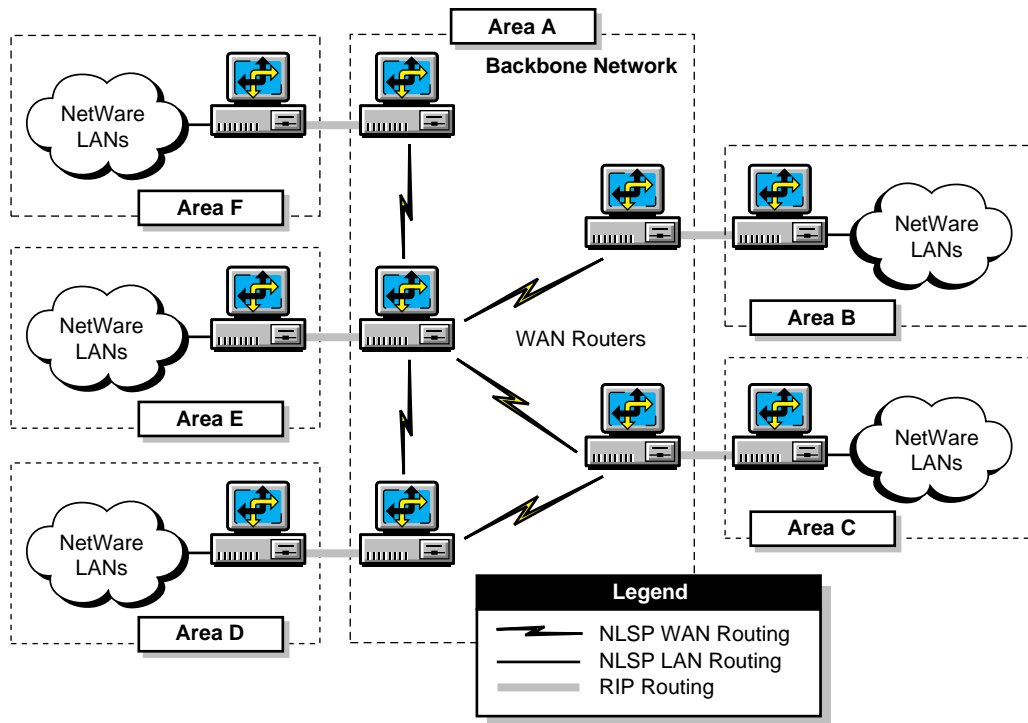 Area A
Backbone Network
NetWare
LANs
Area F
NetWare
LANs
Area B
NetWare
LANs
Area E
WAN Routers
NetWare
LANs
Area C
NetWare
LANs
Area D
Legend
NLSP WAN Routing
NLSP LAN Routing
RIP Routing